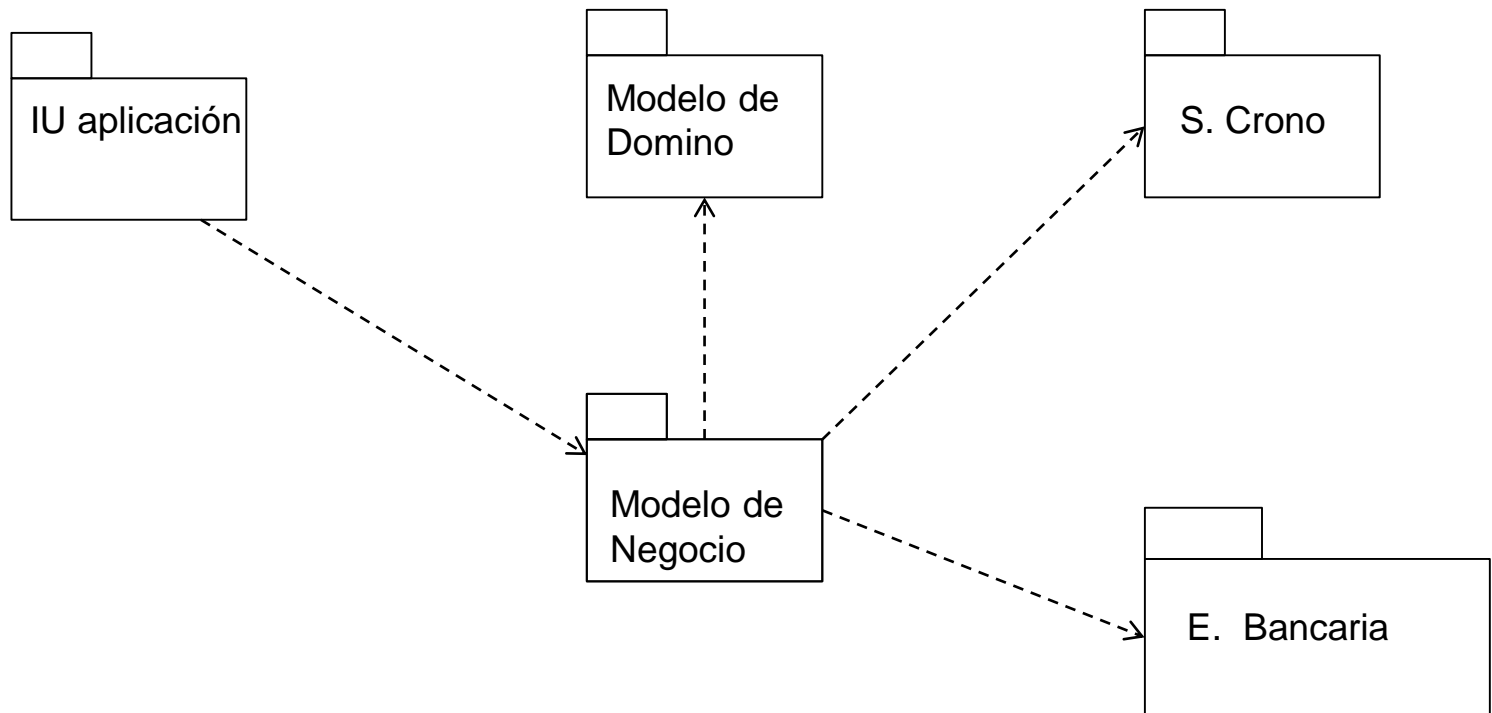 IU aplicación
Modelo de
Domino
S. Crono
Modelo de
Negocio
E. Bancaria